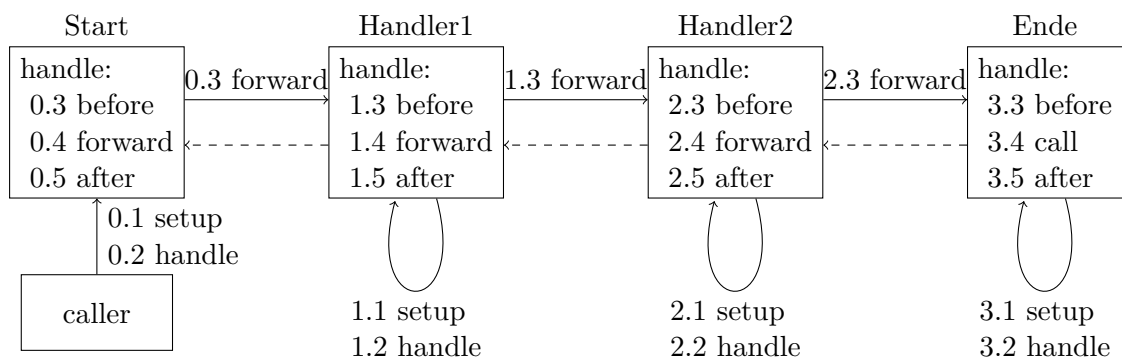 Start
Handler1
Handler2
Ende
handle:
0.3 before
0.4 forward
0.5 after
0.3 forward
handle:
1.3 before
1.4 forward
1.5 after
1.3 forward
handle:
2.3 before
2.4 forward
2.5 after
2.3 forward
handle:
3.3 before
3.4 call
3.5 after
0.1 setup
0.2 handle
caller
1.1 setup
1.2 handle
2.1 setup
2.2 handle
3.1 setup
3.2 handle